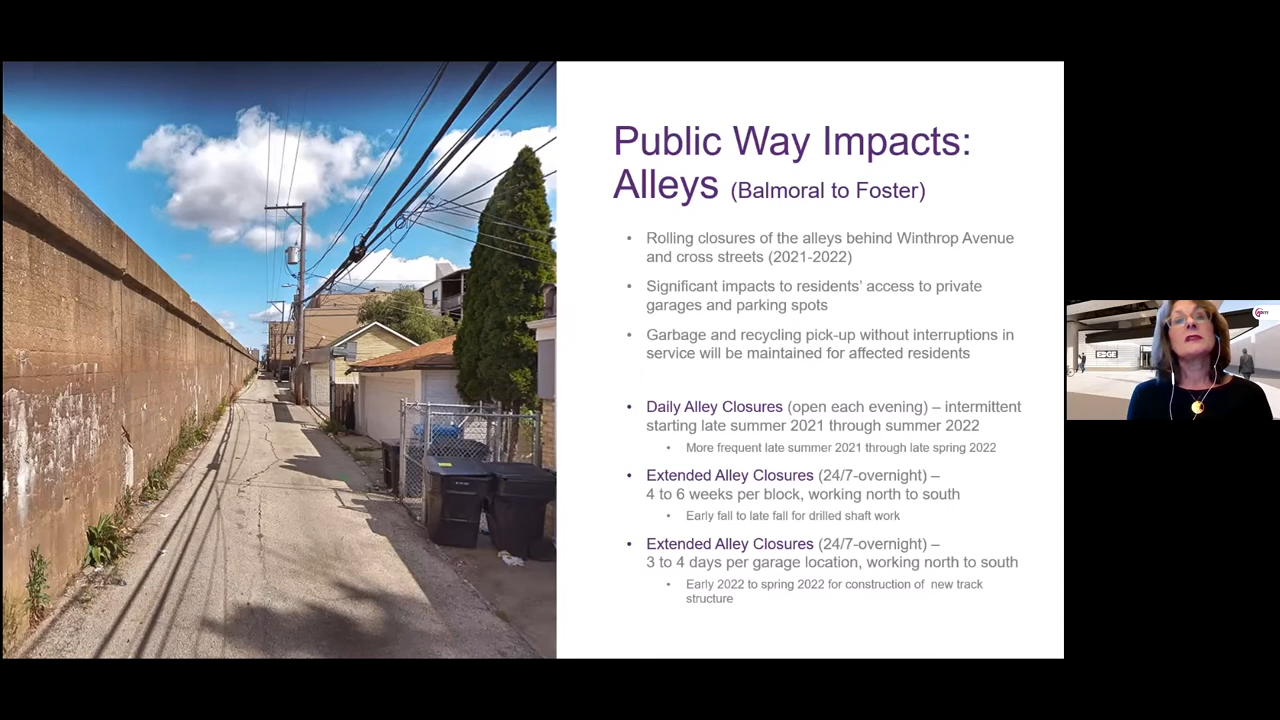 Public Way Impacts:
Alleys (Balmoral to Foster)
• Rolling closures of the alleys behind Winthrop Avenue
and cross streets (2021-2022)
• Significant impacts to residents' access to private
garages and parking spots
• Garbage and recycling pick-up without interruptions in
service will be maintained for affected residents
• Daily Alley Closures (open each evening) – intermittent
starting late summer 2021 through summer 2022
• More frequent late summer 2021 through late spring 2022
• Extended Alley Closures (24/7-overnight) –
4 to 6 weeks per block, working north to south
• Early fall to late fall for drilled shaft work
• Extended Alley Closures (24/7-overnight) –
3 to 4 days per garage location, working north to south
• Early 2022 to spring 2022 for construction of new track
structure